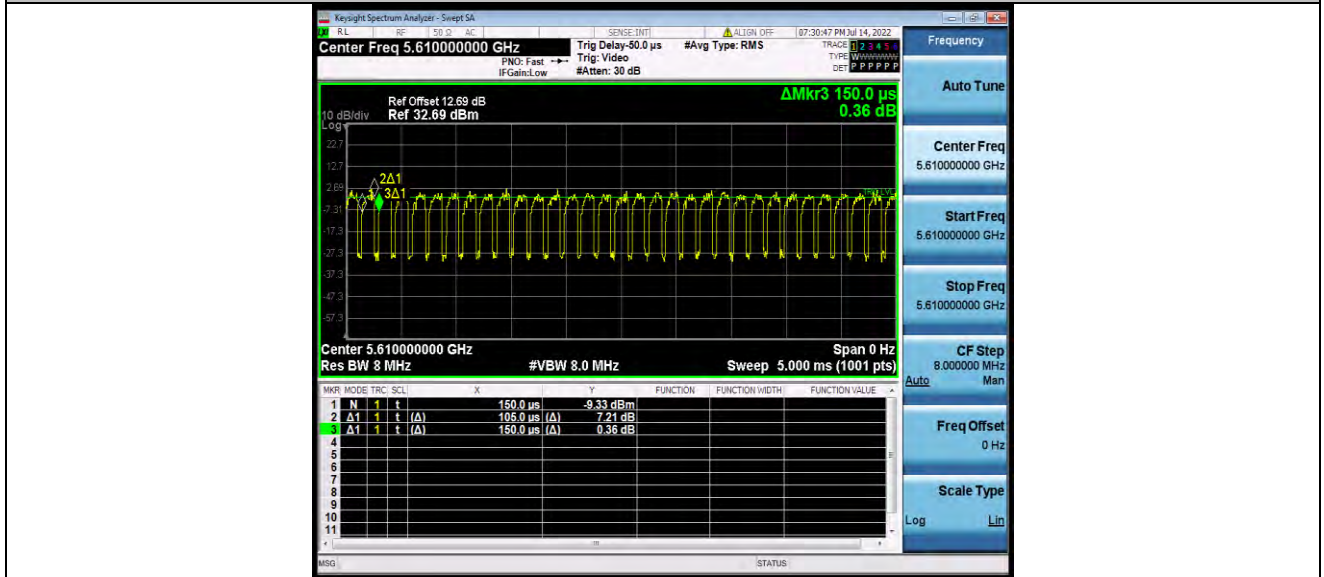 Keysight Spectrum Analyzer - Swept SA
RL RF 50 Ω AC SENSE:INT ALIGN OFF 07:30:47 PM Jul 14, 2022
Center Freq 5.610000000 GHz
PNO: Fast
IFGain:Low
Trig Delay-50.0 µs
Trig: Video
#Atten: 30 dB
#Avg Type: RMS
TRACE 1 2 3 4 5 6
TYPE
DET P P P P P P
Frequency
Auto Tune
ΔMkr3 150.0 µs
0.36 dB
Ref Offset 12.69 dB
10 dB/div Ref 32.69 dBm
Log
22.7
12.7
2.69
-7.31
-17.3
-27.3
-37.3
-47.3
-57.3
1
2Δ1
3Δ1
TRIG LVL
Center Freq
5.610000000 GHz
Start Freq
5.610000000 GHz
Stop Freq
5.610000000 GHz
Center 5.610000000 GHz Span 0 Hz
Res BW 8 MHz #VBW 8.0 MHz Sweep 5.000 ms (1001 pts)
CF Step
8.000000 MHz
Auto Man
MKR MODE TRC SCL X Y FUNCTION FUNCTION WIDTH FUNCTION VALUE
1 N 1 t 150.0 µs -9.33 dBm
2 Δ1 1 t (Δ) 105.0 µs (Δ) 7.21 dB
3 Δ1 1 t (Δ) 150.0 µs (Δ) 0.36 dB
4
5
6
7
8
9
10
11
Freq Offset
0 Hz
Scale Type
Log Lin
MSG STATUS